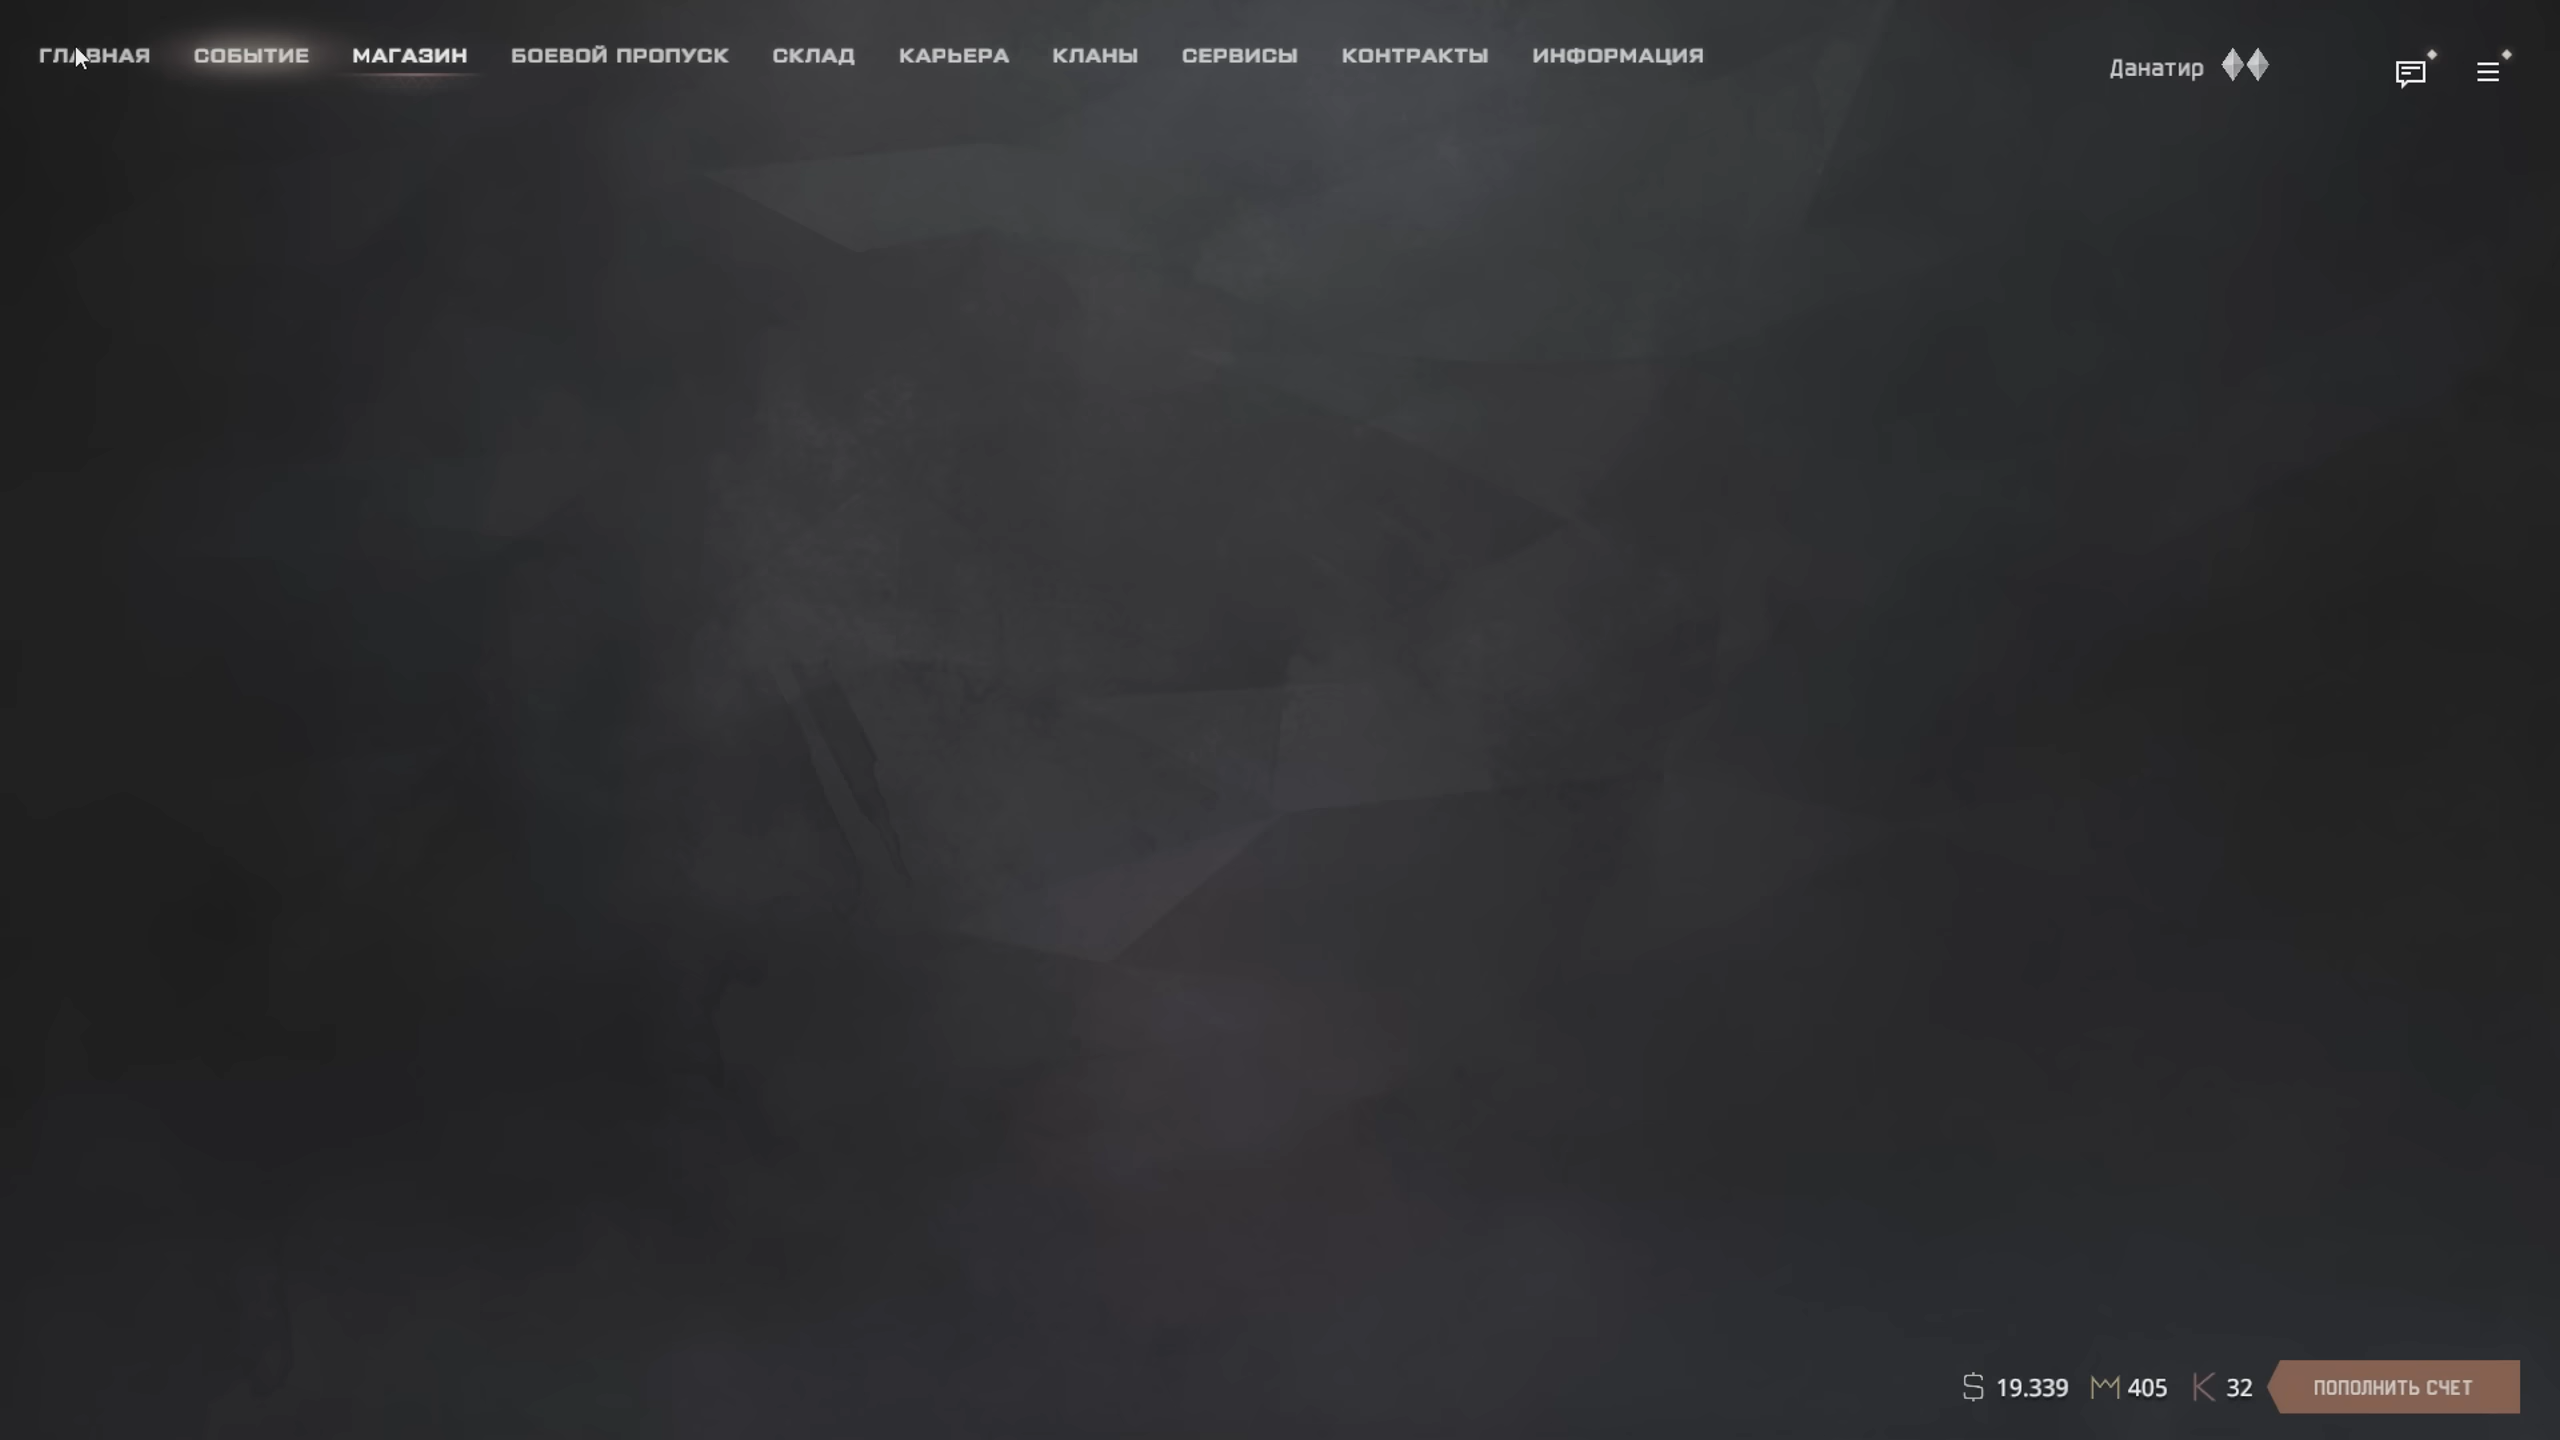 ГЛАВНАЯ СОБЫТИЕ МАГАЗИН БОЕВОЙ ПРОПУСК СКЛАД КАРЬЕРА КЛАНЫ СЕРВИСЫ КОНТРАКТЫ ИНФОРМАЦИЯ
Данатир
19.339 405 32 ПОПОЛНИТЬ СЧЕТ